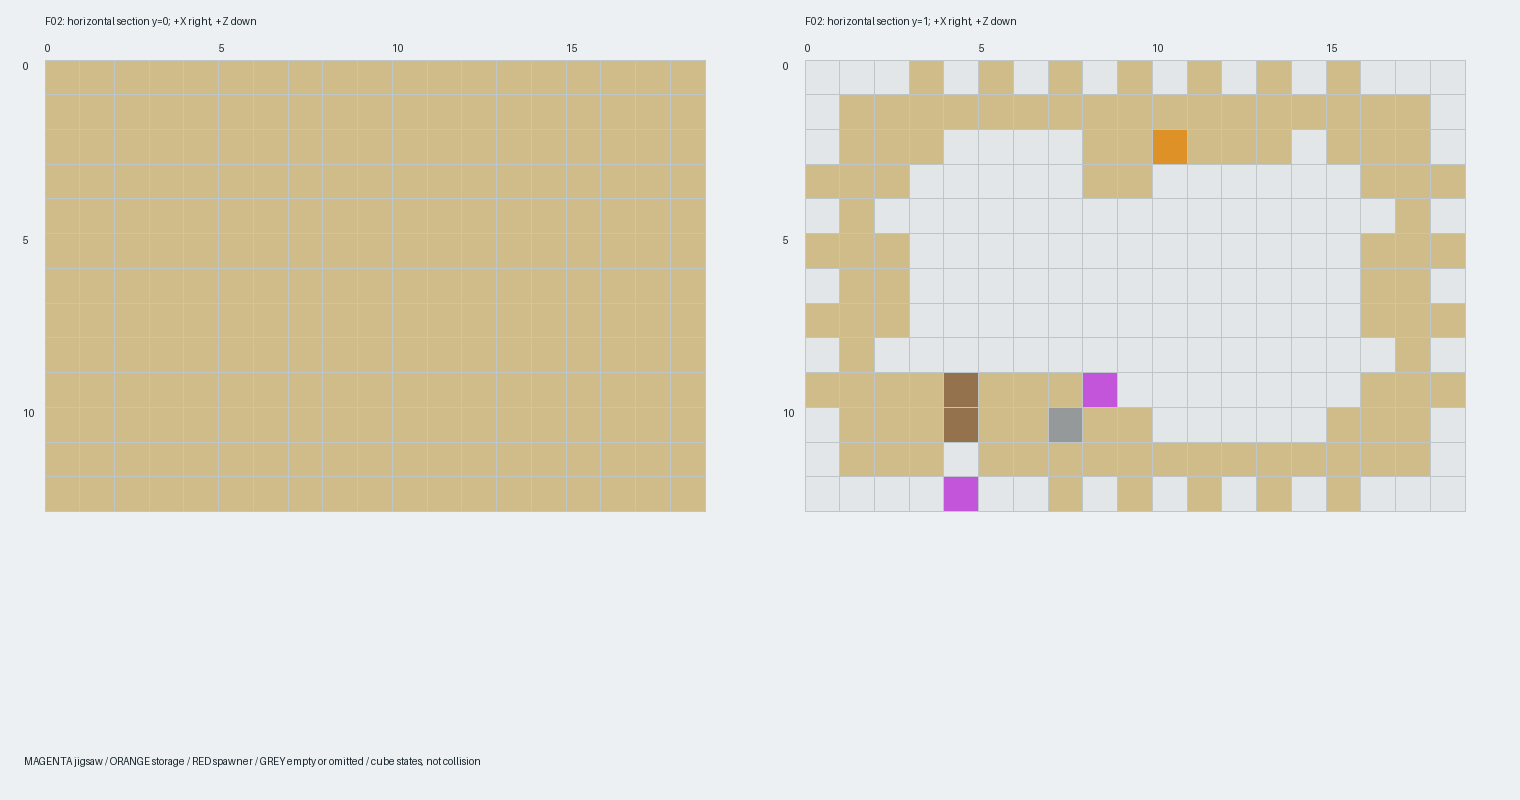 F02: horizontal section y=0; +X right, +Z down
0 5 10 15
0
5
10
F02: horizontal section y=1; +X right, +Z down
0 5 10 15
0
5
10
MAGENTA jigsaw / ORANGE storage / RED spawner / GREY empty or omitted / cube states, not collision